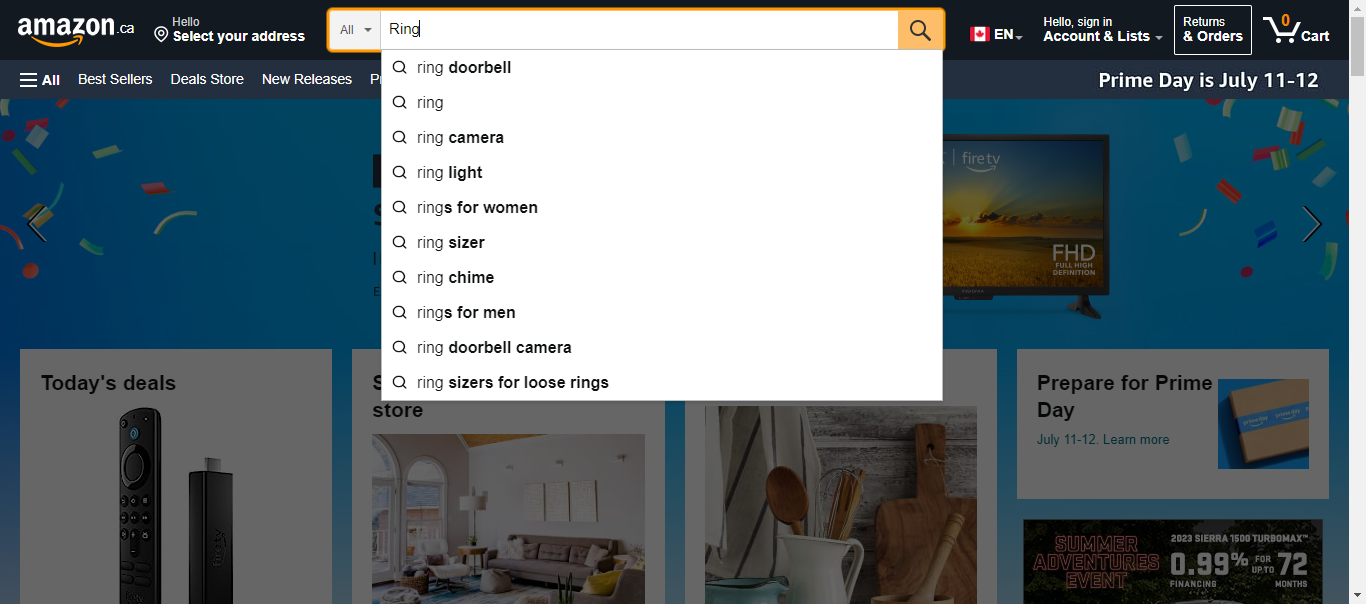 amazon.ca
Hello
Select your address
All
Ring
EN
Hello, sign in
Account & Lists
Returns
& Orders
0
Cart
All
Best Sellers
Deals Store
New Releases
Prime Day is July 11-12
ring doorbell
ring
ring camera
ring light
rings for women
ring sizer
ring chime
rings for men
ring doorbell camera
ring sizers for loose rings
fire tv
FHD
FULL HIGH
DEFINITION
Today's deals
store
Prepare for Prime
Day
July 11-12. Learn more
fire tv
SUMMER
ADVENTURES
EVENT
2023 SIERRA 1500 TURBOMAX™
0.99%
FINANCING
FOR
UP TO
72
MONTHS